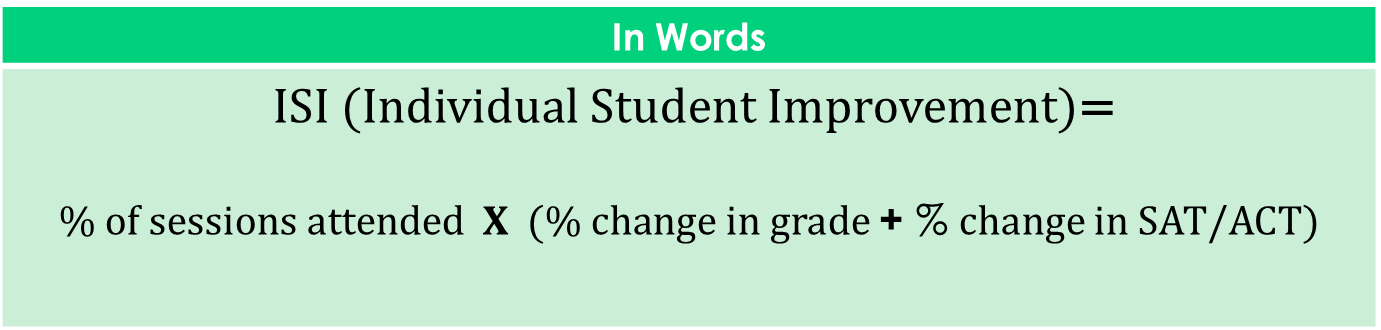 In Words
ISI (Individual Student Improvement)=
% of sessions attended X (% change in grade + % change in SAT/ACT)